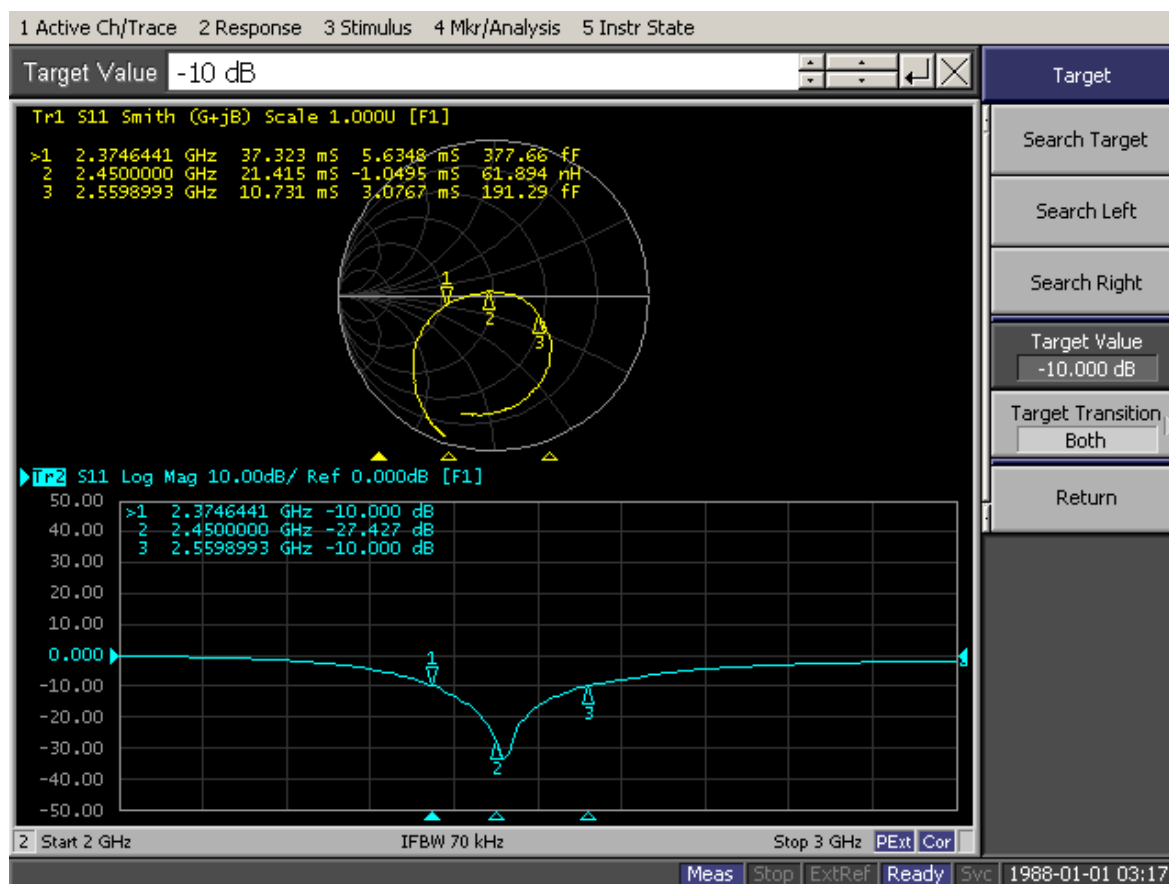 1 Active Ch/Trace 2 Response 3 Stimulus 4 Mkr/Analysis 5 Instr State
Target Value -10 dB
Target
Tr1 S11 Smith (G+jB) Scale 1.000U [F1]
>1 2.3746441 GHz 37.323 mS 5.6348 mS 377.66 fF
2 2.4500000 GHz 21.415 mS -1.0495 mS 61.894 nH
3 2.5598993 GHz 10.731 mS 3.0767 mS 191.29 fF
1
2
3
Search Target
Search Left
Search Right
Target Value
-10.000 dB
Target Transition
Both
Return
Tr2 S11 Log Mag 10.00dB/ Ref 0.000dB [F1]
50.00
>1 2.3746441 GHz -10.000 dB
2 2.4500000 GHz -27.427 dB
3 2.5598993 GHz -10.000 dB
40.00
30.00
20.00
10.00
0.000
-10.00
-20.00
-30.00
-40.00
-50.00
1
2
3
2 Start 2 GHz IFBW 70 kHz Stop 3 GHz PExt Cor
Meas Stop ExtRef Ready Svc 1988-01-01 03:17